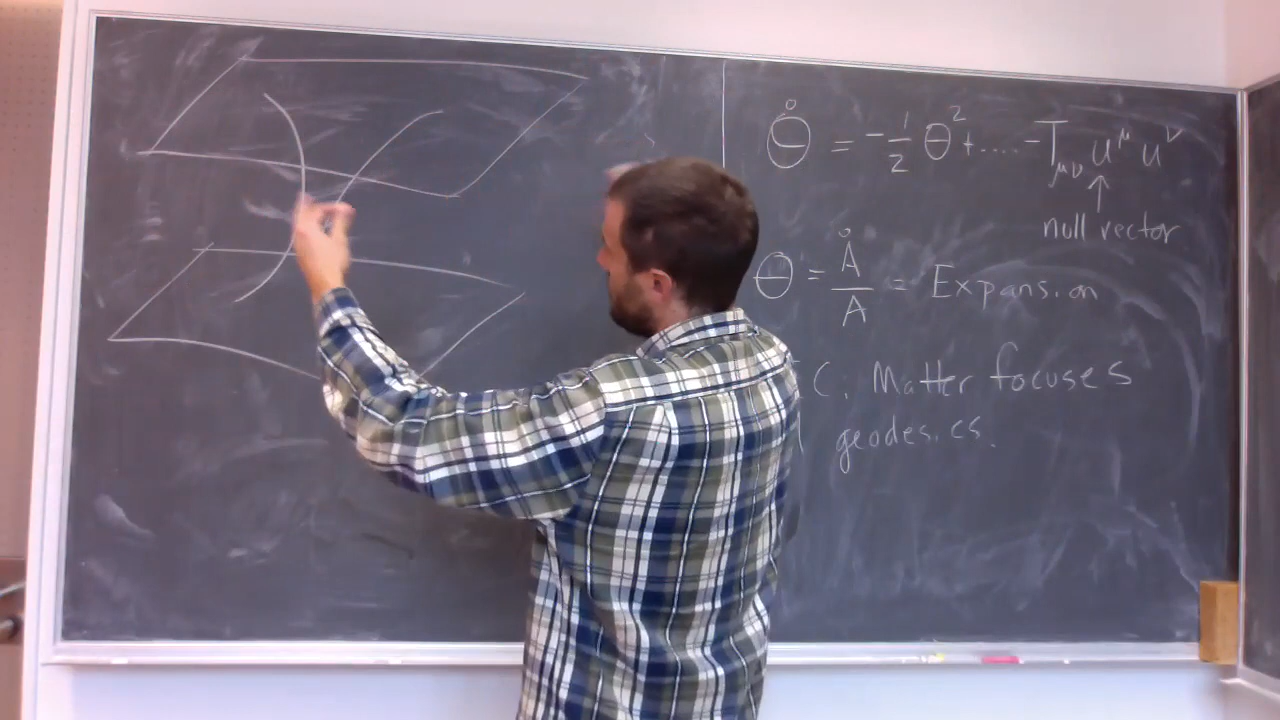 Θ̊ = -1/2 Θ² + .... - T_μν u^μ u^ν
↑
null vector
Θ = Å/A = Expansion
C. Matter focuses
geodesics.